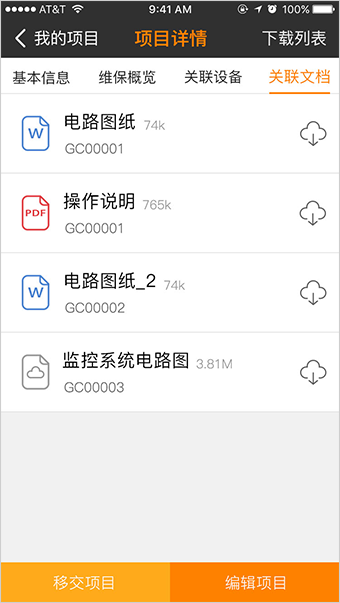 AT&T 9:41 AM 100%
我的项目 项目详情 下载列表
基本信息 维保概览 关联设备 关联文档
电路图纸 74k
W
GC00001
操作说明 765k
PDF
GC00001
电路图纸_2 74k
W
GC00002
监控系统电路图 3.81M
GC00003
移交项目 编辑项目